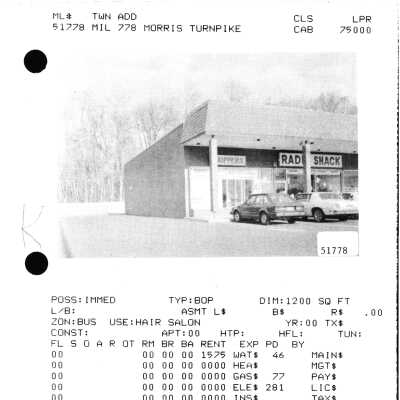 ML# TWN ADD CLS LPR
51778 MIL 778 MORRIS TURNPIKE CAB 75000
RADIO SHACK
51778
POSS:IMMED TYP:BOP DIM:1200 SQ FT
L/B: ASMT L$ B$ R$ .00
ZON:BUS USE:HAIR SALON YR:00 TX$
CONST: APT:00 HTP: HFL: TUN:
FL S O A R OT RM BR BA RENT EXP PD BY
00 00 00 00 1575 WAT$ 46 MAIN$
00 00 00 00 0000 HEA$ MGT$
00 00 00 00 0000 GAS$ 77 PAY$
00 00 00 00 0000 ELE$ 281 LIC$
00 00 00 00 0000 INS$ TAX$